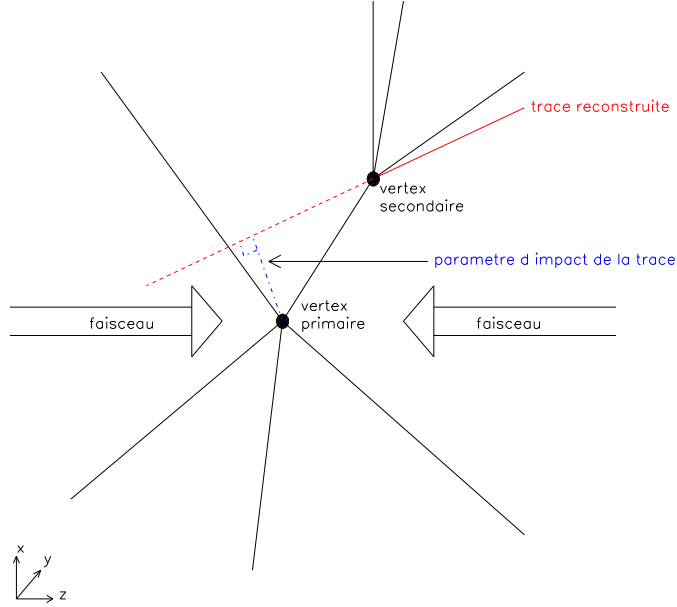 trace reconstruite
vertex
secondaire
parametre d impact de la trace
vertex
primaire
faisceau
faisceau
x
y
z